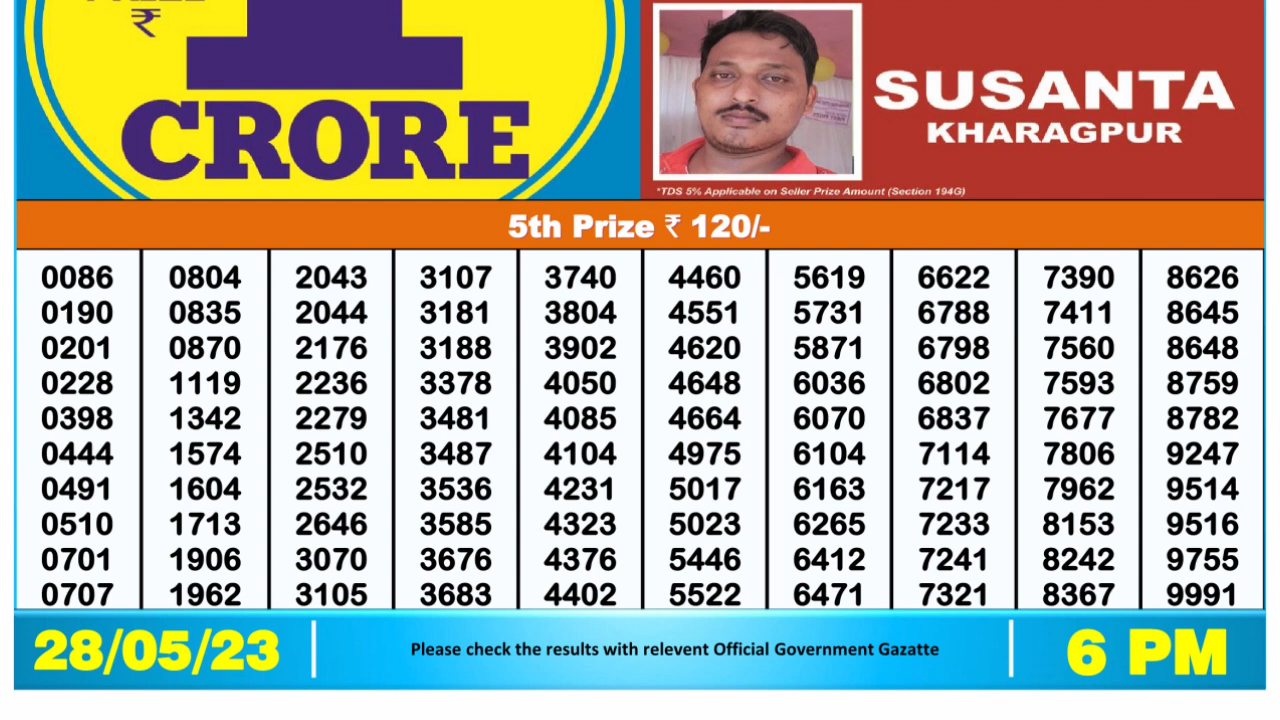 ₹
CRORE
SUSANTA
KHARAGPUR
*TDS 5% Applicable on Seller Prize Amount (Section 194G)
5th Prize ₹ 120/-
0086 0804 2043 3107 3740 4460 5619 6622 7390 8626
0190 0835 2044 3181 3804 4551 5731 6788 7411 8645
0201 0870 2176 3188 3902 4620 5871 6798 7560 8648
0228 1119 2236 3378 4050 4648 6036 6802 7593 8759
0398 1342 2279 3481 4085 4664 6070 6837 7677 8782
0444 1574 2510 3487 4104 4975 6104 7114 7806 9247
0491 1604 2532 3536 4231 5017 6163 7217 7962 9514
0510 1713 2646 3585 4323 5023 6265 7233 8153 9516
0701 1906 3070 3676 4376 5446 6412 7241 8242 9755
0707 1962 3105 3683 4402 5522 6471 7321 8367 9991
28/05/23 Please check the results with relevent Official Government Gazatte 6 PM